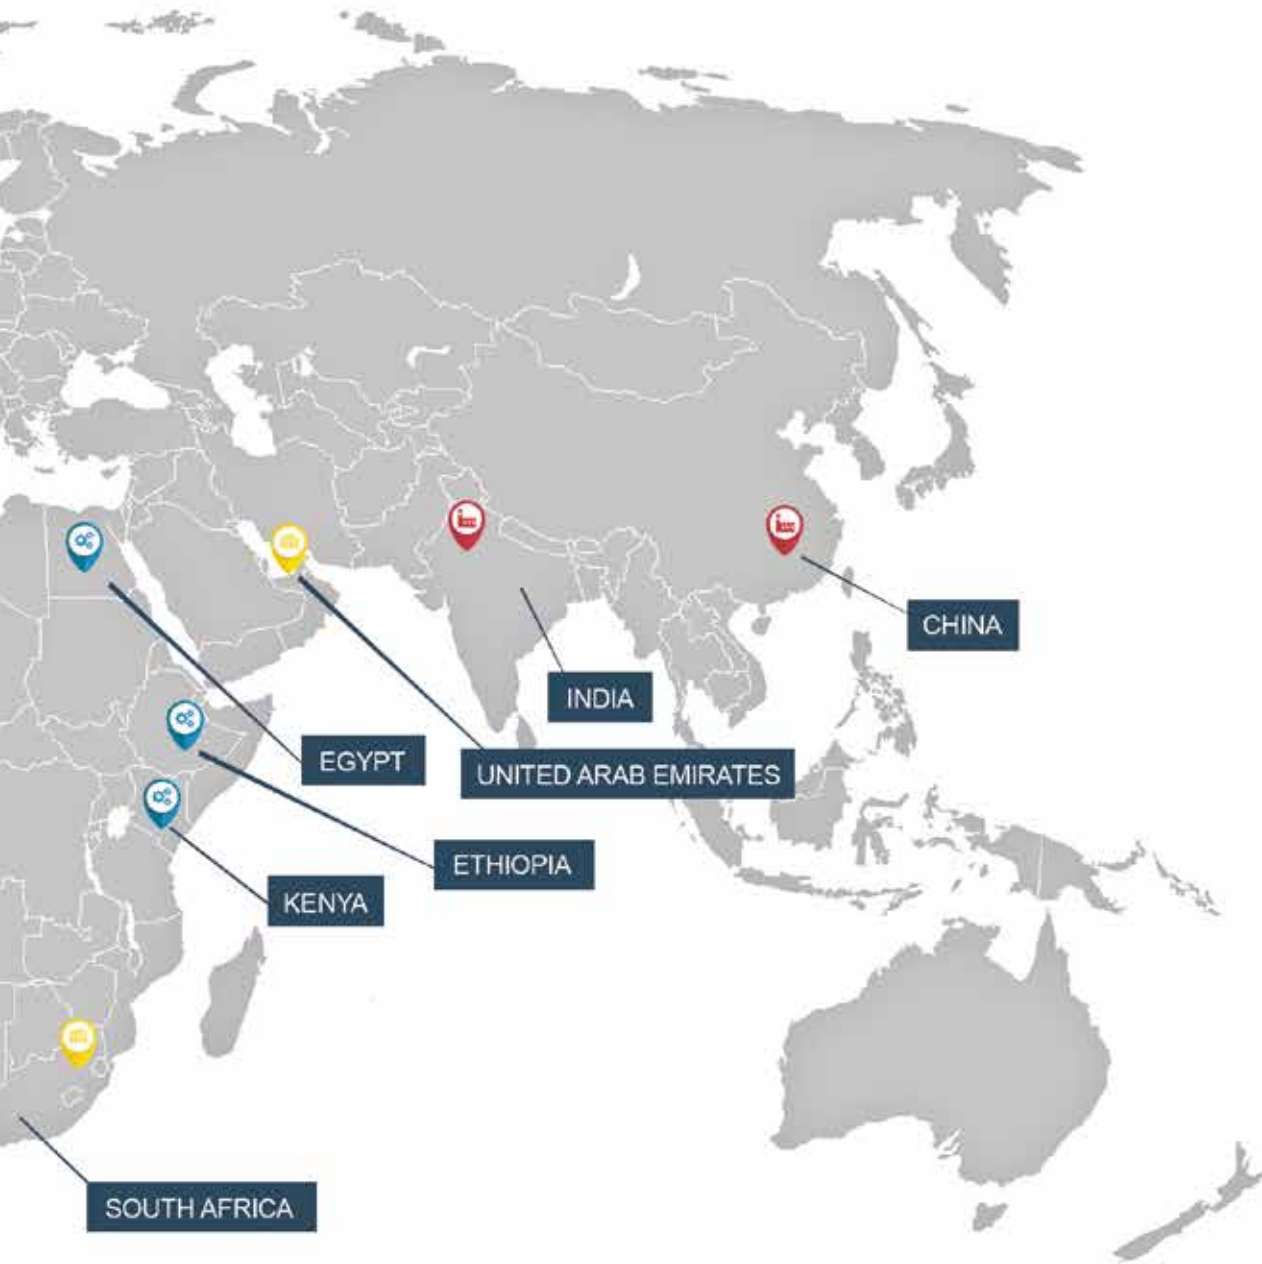 CHINA
INDIA
EGYPT
UNITED ARAB EMIRATES
ETHIOPIA
KENYA
SOUTH AFRICA